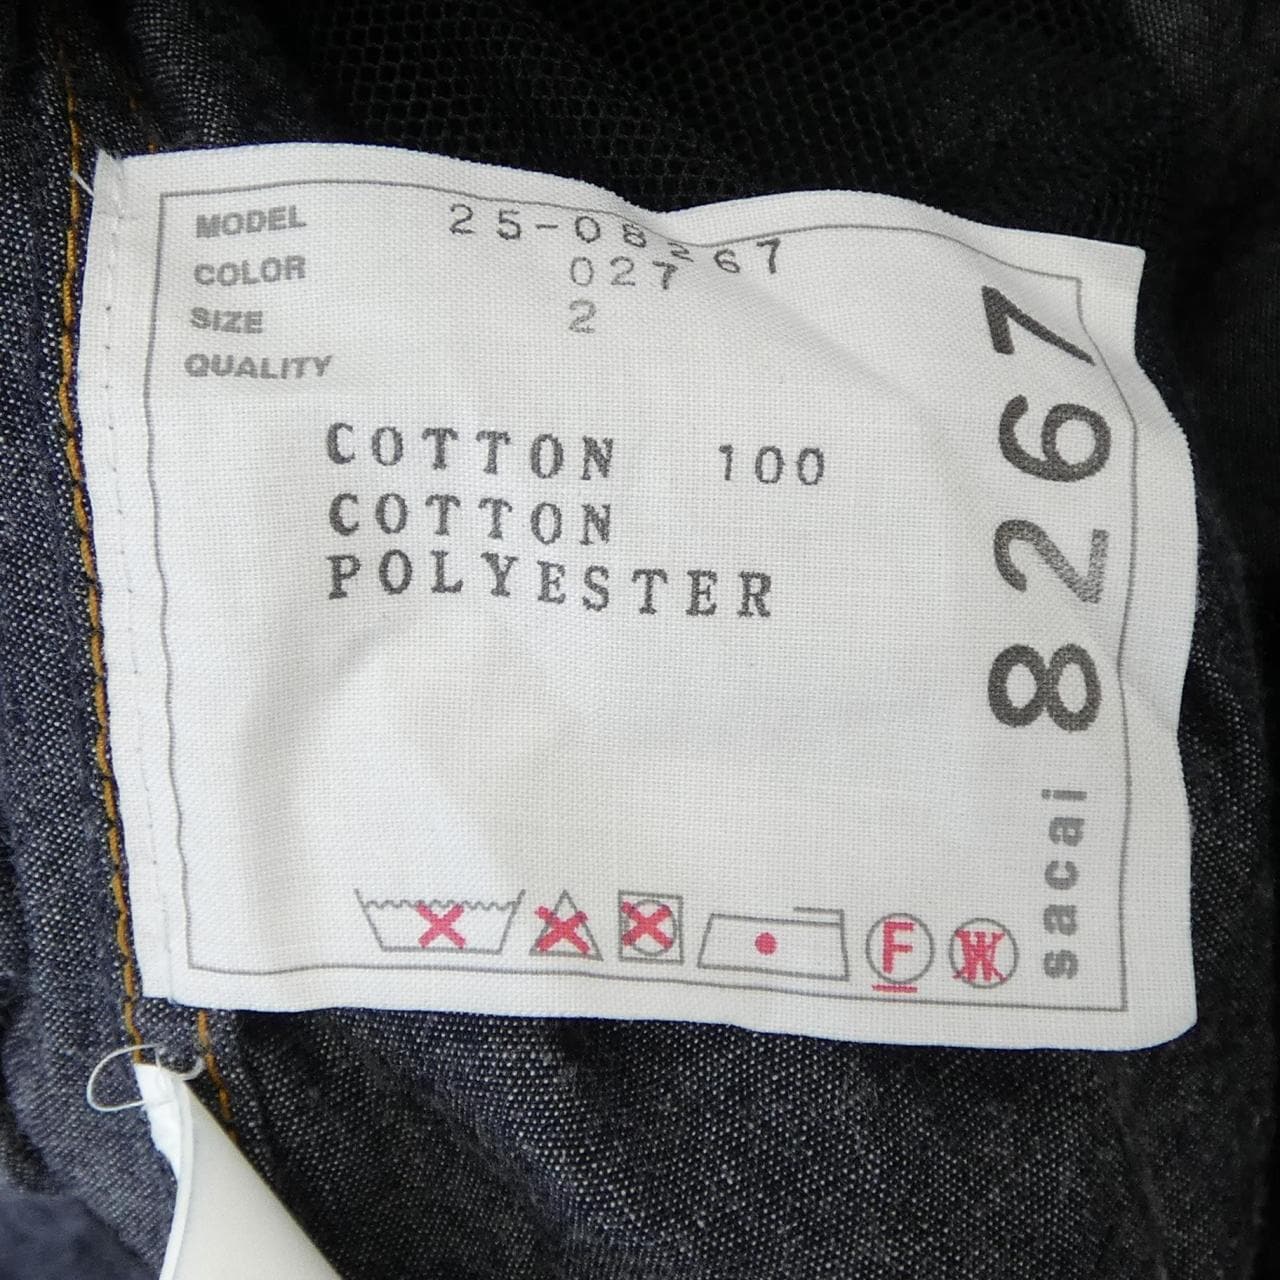 MODEL 25-08267
COLOR 027
SIZE 2
QUALITY
COTTON 100
COTTON
POLYESTER
F
W
sacai 8267